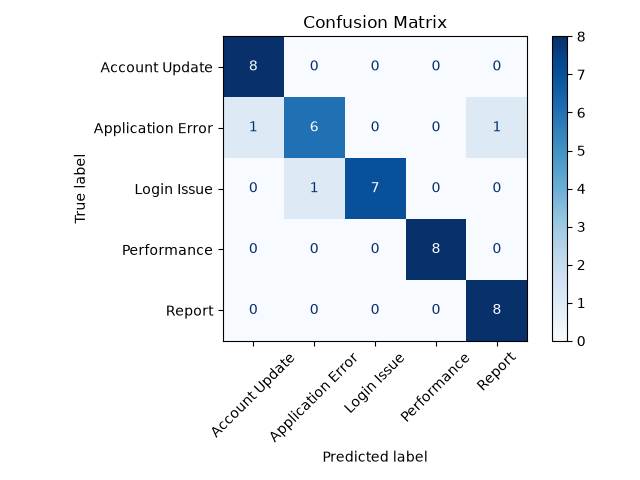 Confusion Matrix
True label
Account Update 8 0 0 0 0
Application Error 1 6 0 0 1
Login Issue 0 1 7 0 0
Performance 0 0 0 8 0
Report 0 0 0 0 8
Account Update
Application Error
Login Issue
Performance
Report
Predicted label
8
7
6
5
4
3
2
1
0